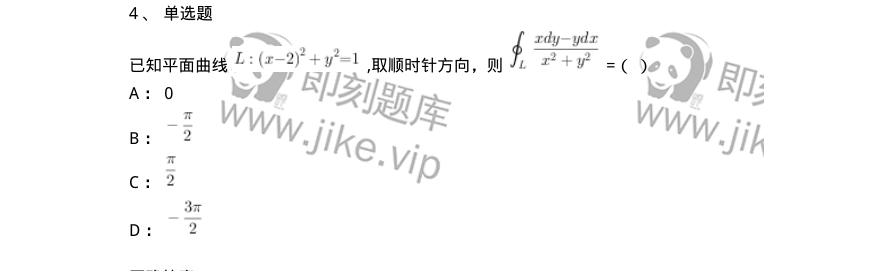 4 、 单选题
已知平面曲线 L : (x−2)² + y²=1 ,取顺时针方向，则 ∮_L (xdy−ydx)/(x² + y²) = ( )
A： 0
B： −π/2
C： π/2
D： −3π/2
即刻题库
www.jike.vip
即刻
www.jik